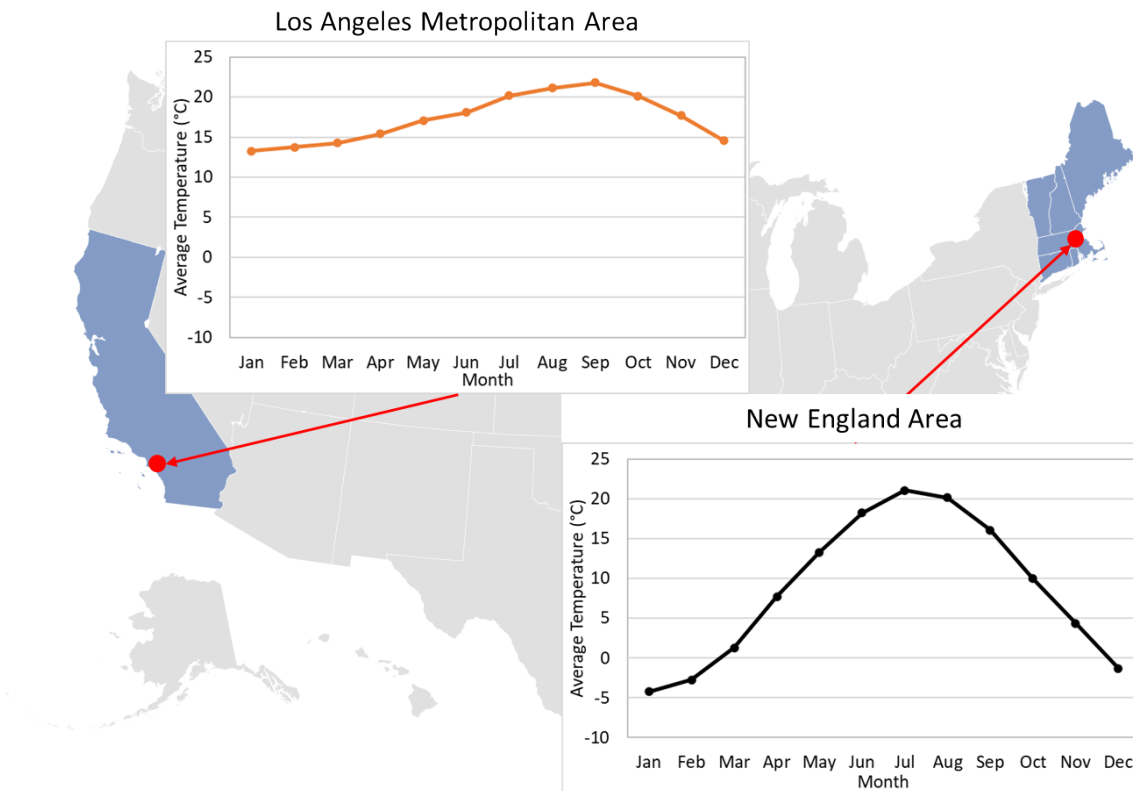 Los Angeles Metropolitan Area
25
20
15
10
5
0
-5
-10
Average Temperature (°C)
Jan Feb Mar Apr May Jun Jul Aug Sep Oct Nov Dec
Month
New England Area
25
20
15
10
5
0
-5
-10
Average Temperature (°C)
Jan Feb Mar Apr May Jun Jul Aug Sep Oct Nov Dec
Month